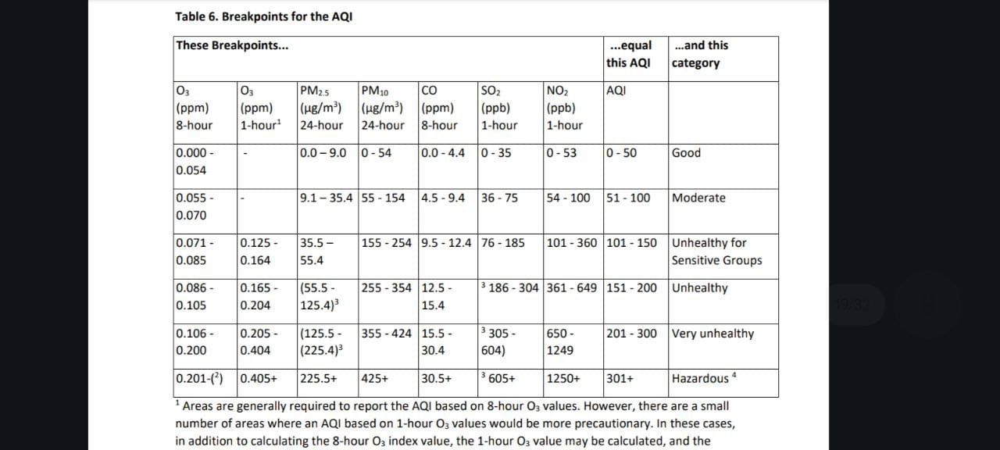 Table 6. Breakpoints for the AQI
These Breakpoints... ...equal this AQI ...and this category
O₃ (ppm) 8-hour O₃ (ppm) 1-hour¹ PM₂.₅ (µg/m³) 24-hour PM₁₀ (µg/m³) 24-hour CO (ppm) 8-hour SO₂ (ppb) 1-hour NO₂ (ppb) 1-hour AQI
0.000 - 0.054 - 0.0 – 9.0 0 - 54 0.0 - 4.4 0 - 35 0 - 53 0 - 50 Good
0.055 - 0.070 - 9.1 – 35.4 55 - 154 4.5 - 9.4 36 - 75 54 - 100 51 - 100 Moderate
0.071 - 0.085 0.125 - 0.164 35.5 – 55.4 155 - 254 9.5 - 12.4 76 - 185 101 - 360 101 - 150 Unhealthy for Sensitive Groups
0.086 - 0.105 0.165 - 0.204 (55.5 - 125.4)³ 255 - 354 12.5 - 15.4 ³ 186 - 304 361 - 649 151 - 200 Unhealthy
0.106 - 0.200 0.205 - 0.404 (125.5 - (225.4)³ 355 - 424 15.5 - 30.4 ³ 305 - 604) 650 - 1249 201 - 300 Very unhealthy
0.201-(²) 0.405+ 225.5+ 425+ 30.5+ ³ 605+ 1250+ 301+ Hazardous ⁴
¹ Areas are generally required to report the AQI based on 8-hour O₃ values. However, there are a small
number of areas where an AQI based on 1-hour O₃ values would be more precautionary. In these cases,
in addition to calculating the 8-hour O₃ index value, the 1-hour O₃ value may be calculated, and the
19/32